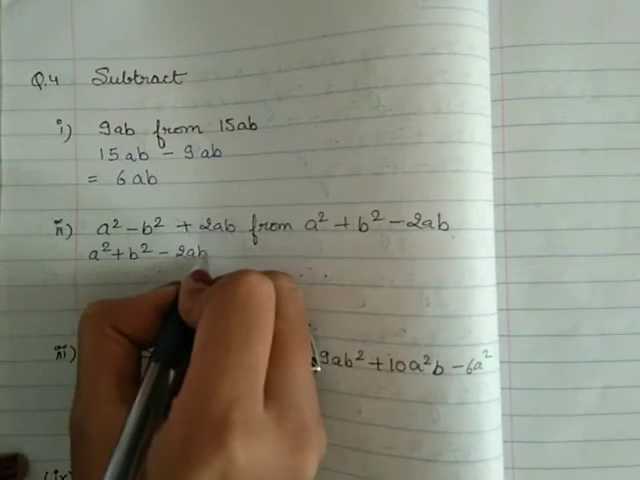 Q.4 Subtract
i) 9ab from 15ab
15ab - 9ab
= 6ab
ii) a² - b² + 2ab from a² + b² - 2ab
a² + b² - 2ab
iii) 9ab² + 10a²b - 6a²
(iv)